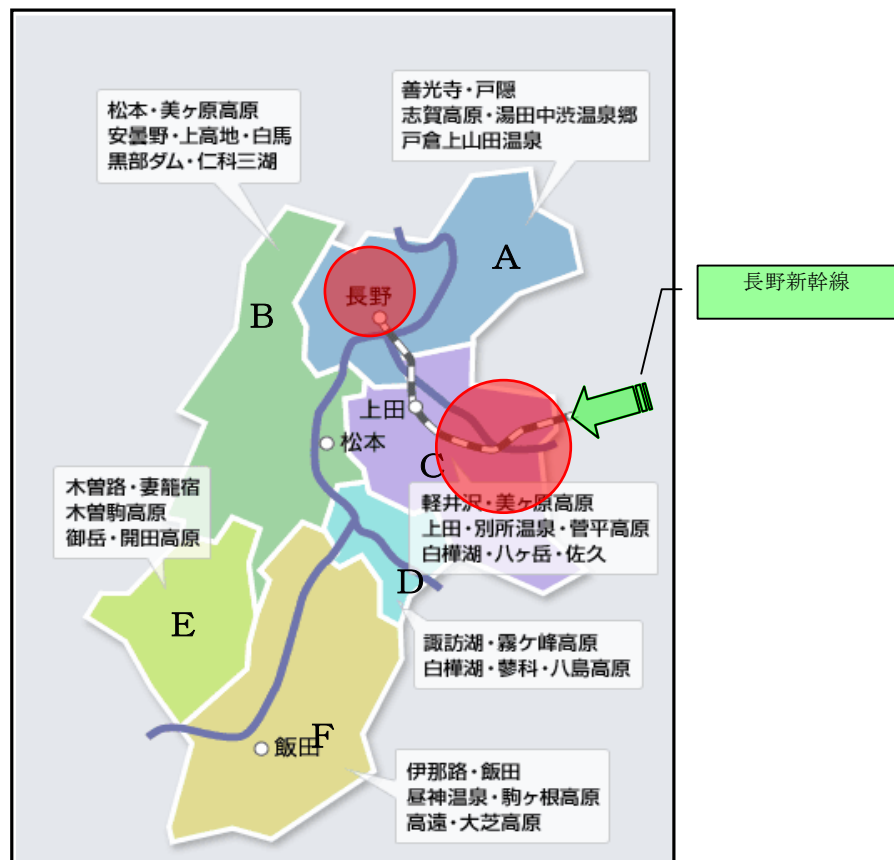 松本・美ヶ原高原
安曇野・上高地・白馬
黒部ダム・仁科三湖
善光寺・戸隠
志賀高原・湯田中渋温泉郷
戸倉上山田温泉
A
長野新幹線
長野
B
上田
松本
C
木曽路・妻籠宿
木曽駒高原
御岳・開田高原
軽井沢・美ヶ原高原
上田・別所温泉・菅平高原
白樺湖・八ヶ岳・佐久
D
E
諏訪湖・霧ケ峰高原
白樺湖・蓼科・八島高原
飯田
F
伊那路・飯田
昼神温泉・駒ヶ根高原
高遠・大芝高原